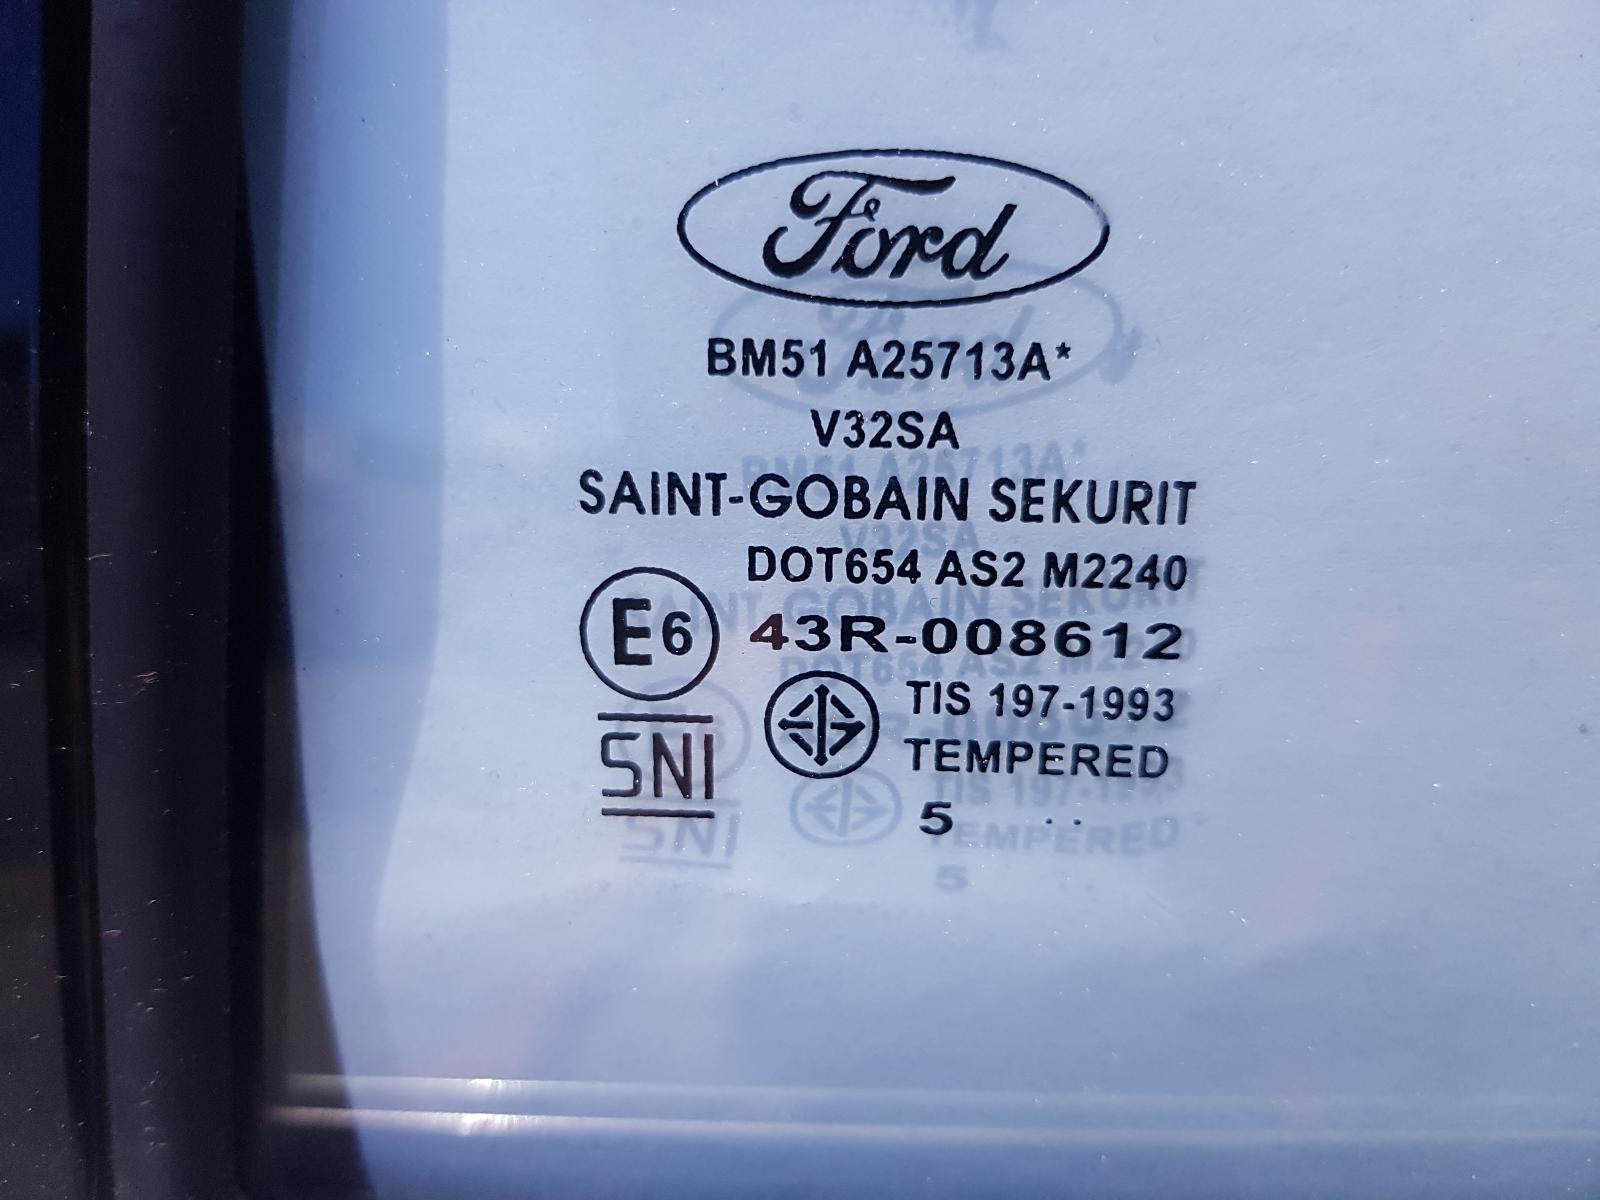 Ford
BM51 A25713A*
V32SA
SAINT-GOBAIN SEKURIT
DOT654 AS2 M2240
E6 43R-008612
TIS 197-1993
SNI
TEMPERED
5 ..